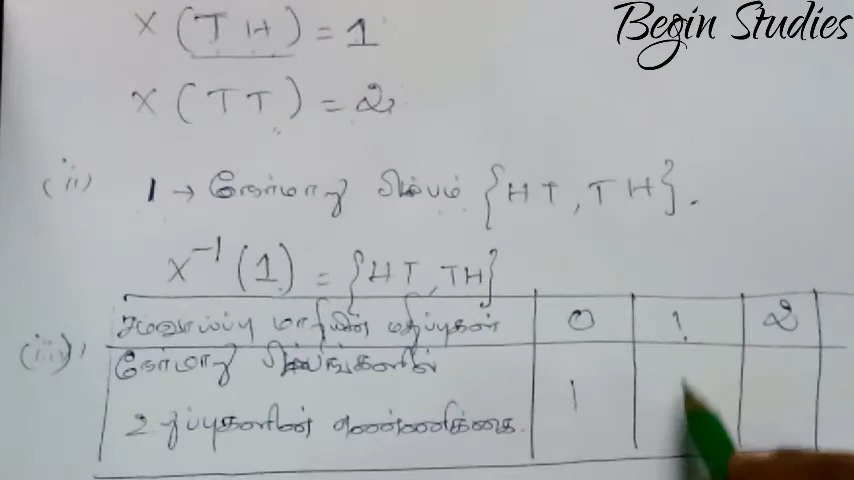 Begin Studies
X (TH) = 1
X (TT) = 2
(ii) 1 → நேர்மாறு பிம்பம் {HT, TH}.
X⁻¹(1) = {HT, TH}
(iii) சமவாய்ப்பு மாறியின் மதிப்புகள் 0 1 2
நேர்மாறு பிம்பங்களின்
உறுப்புகளின் எண்ணிக்கை. 1